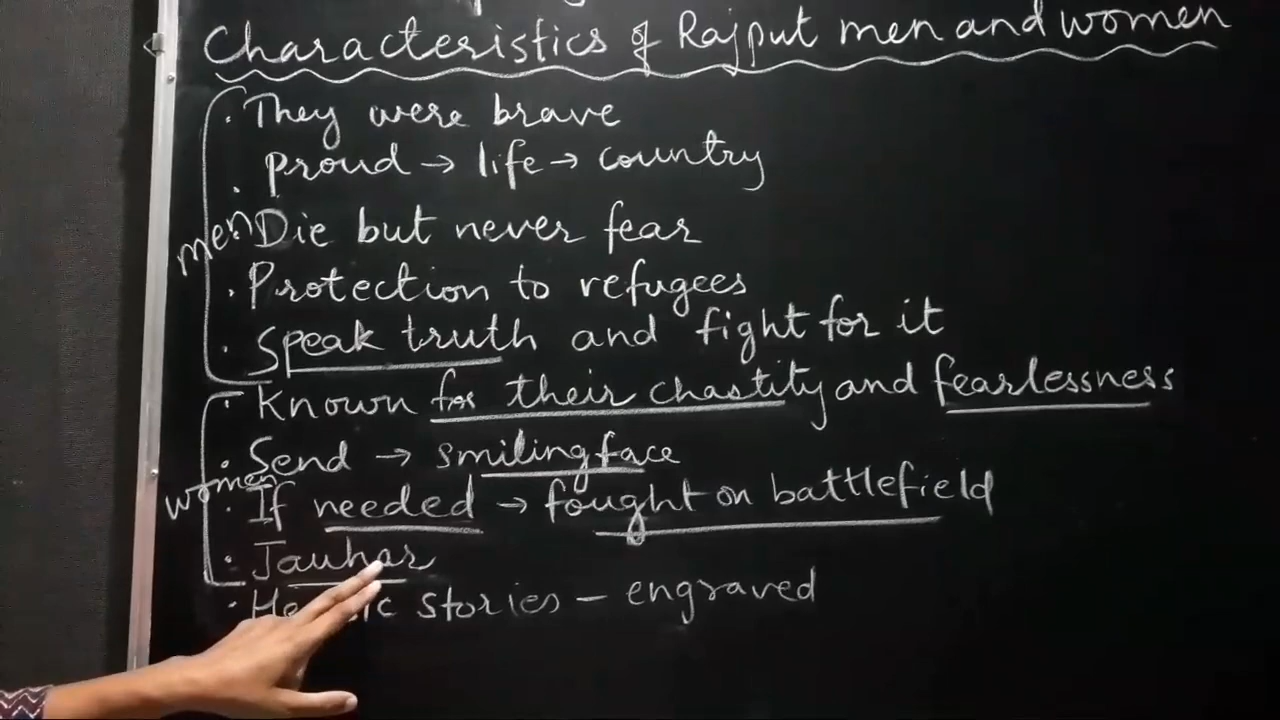 Characteristics of Rajput men and women
. They were brave
. proud → life → country
men
Die but never fear
. Protection to refugees
. Speak truth and fight for it
. Known for their chastity and fearlessness
. Send → smiling face
women
. If needed → fought on battlefield
. Jauhar
. stories - engraved